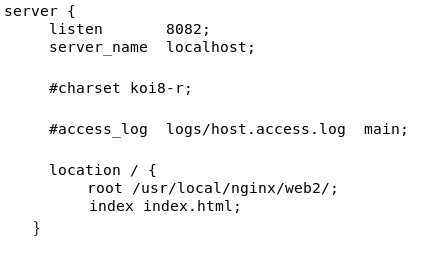 server {
listen 8082;
server_name localhost;
#charset koi8-r;
#access_log logs/host.access.log main;
location / {
root /usr/local/nginx/web2/;
index index.html;
}